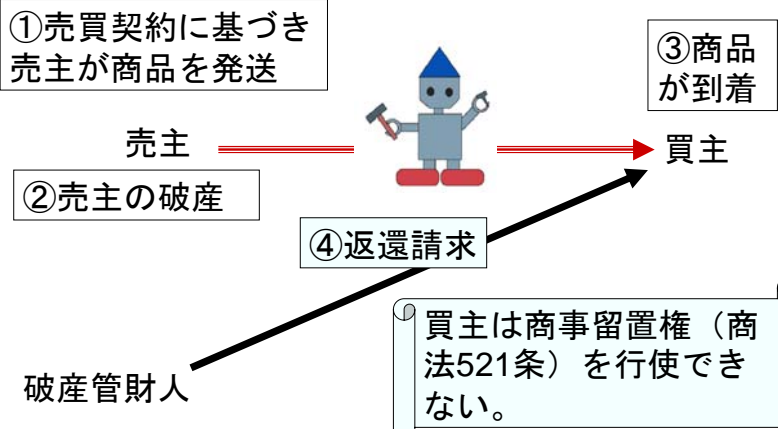 ①売買契約に基づき
売主が商品を発送
③商品
が到着
売主
買主
②売主の破産
④返還請求
買主は商事留置権（商
法521条）を行使でき
ない。
破産管財人